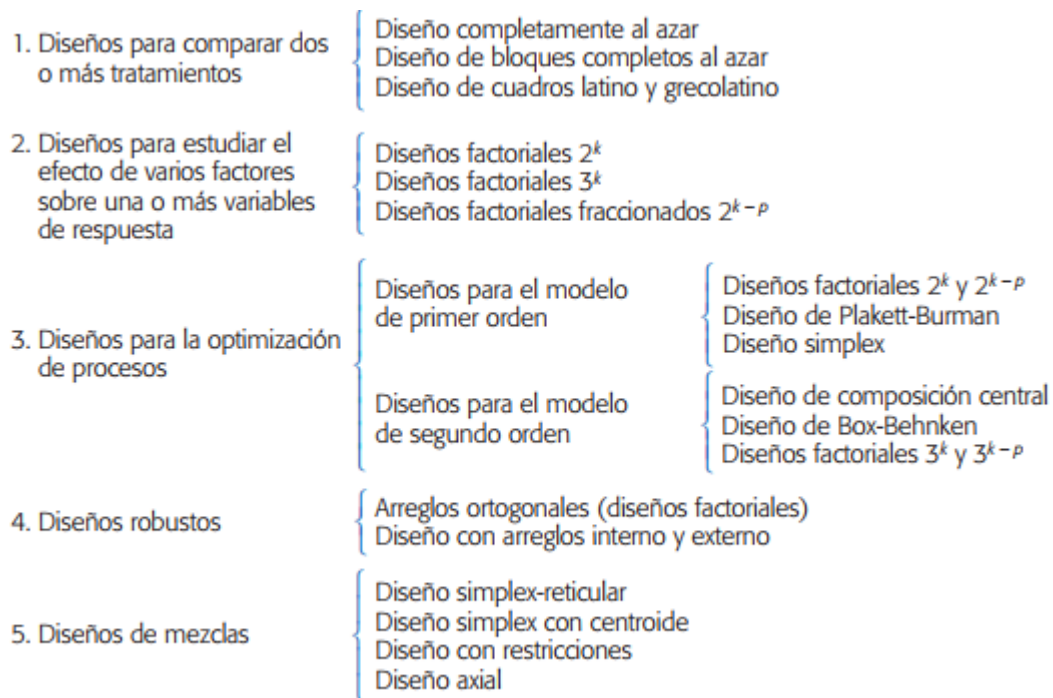 1. Diseños para comparar dos
o más tratamientos
Diseño completamente al azar
Diseño de bloques completos al azar
Diseño de cuadros latino y grecolatino
2. Diseños para estudiar el
efecto de varios factores
sobre una o más variables
de respuesta
Diseños factoriales 2^k
Diseños factoriales 3^k
Diseños factoriales fraccionados 2^{k-p}
3. Diseños para la optimización
de procesos
Diseños para el modelo
de primer orden
Diseños factoriales 2^k y 2^{k-p}
Diseño de Plakett-Burman
Diseño simplex
Diseños para el modelo
de segundo orden
Diseño de composición central
Diseño de Box-Behnken
Diseños factoriales 3^k y 3^{k-p}
4. Diseños robustos
Arreglos ortogonales (diseños factoriales)
Diseño con arreglos interno y externo
5. Diseños de mezclas
Diseño simplex-reticular
Diseño simplex con centroide
Diseño con restricciones
Diseño axial